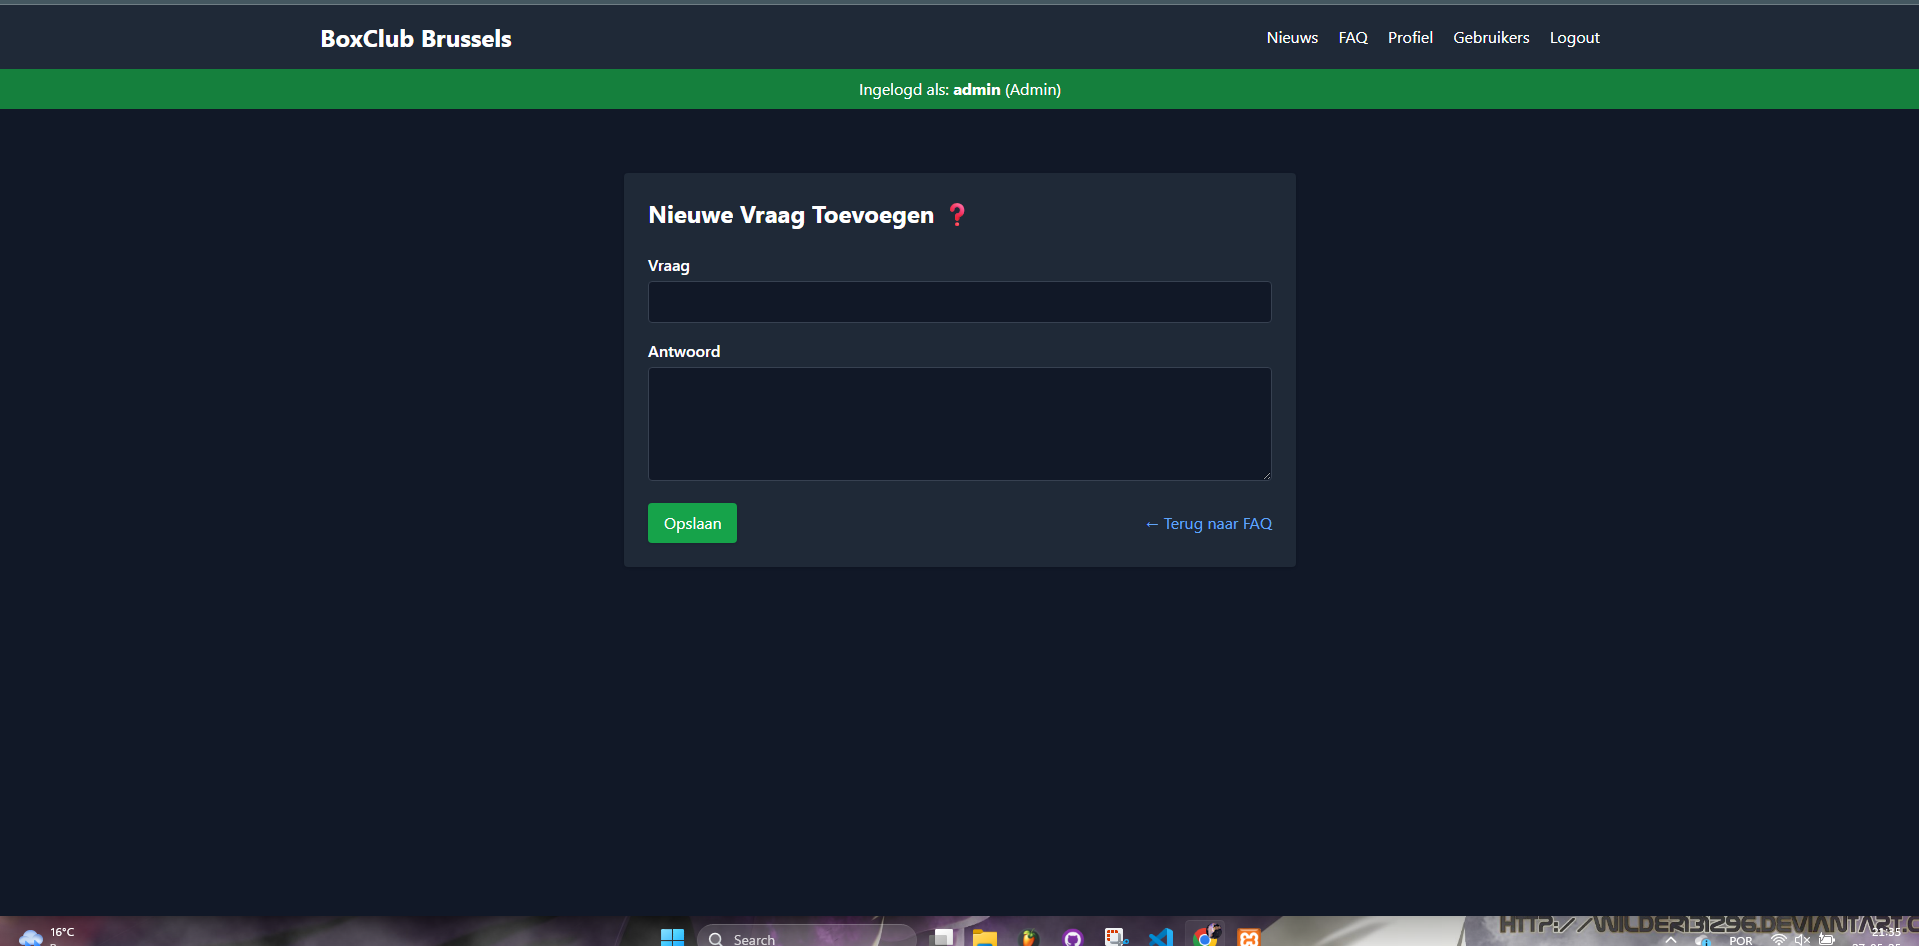 BoxClub Brussels
Nieuws FAQ Profiel Gebruikers Logout
Ingelogd als: admin (Admin)
Nieuwe Vraag Toevoegen ❓
Vraag
Antwoord
Opslaan
← Terug naar FAQ
16°C
Search
HTTP://WILDER131296.DEVIANTART.C
POR
21:35